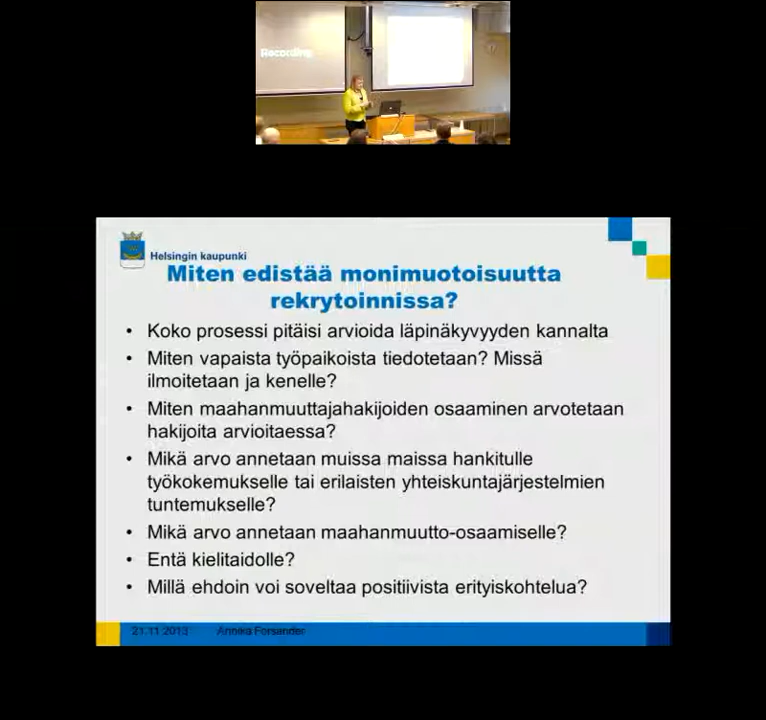 Recording
Helsingin kaupunki
Miten edistää monimuotoisuutta
rekrytoinnissa?
• Koko prosessi pitäisi arvioida läpinäkyvyyden kannalta
• Miten vapaista työpaikoista tiedotetaan? Missä
ilmoitetaan ja kenelle?
• Miten maahanmuuttajahakijoiden osaaminen arvotetaan
hakijoita arvioitaessa?
• Mikä arvo annetaan muissa maissa hankitulle
työkokemukselle tai erilaisten yhteiskuntajärjestelmien
tuntemukselle?
• Mikä arvo annetaan maahanmuutto-osaamiselle?
• Entä kielitaidolle?
• Millä ehdoin voi soveltaa positiivista erityiskohtelua?
21.11.2013 Annika Forsander